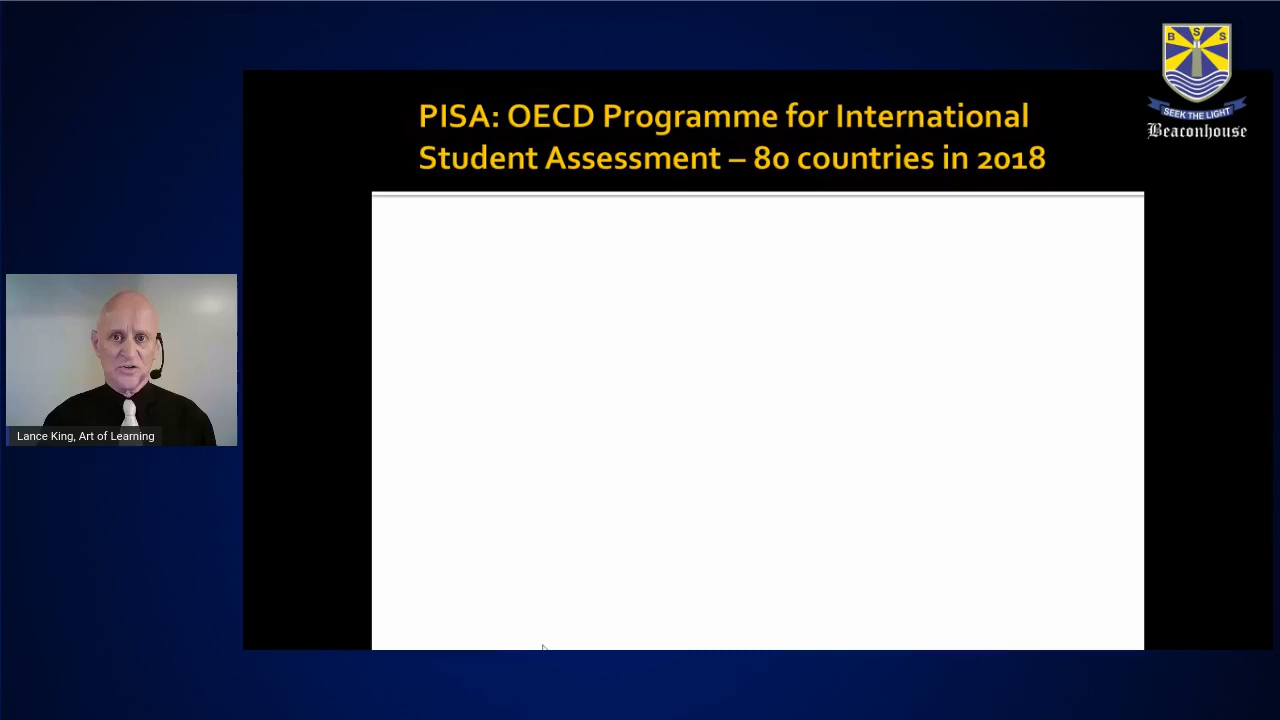 B S S
SEEK THE LIGHT
Beaconhouse
PISA: OECD Programme for International
Student Assessment – 80 countries in 2018
Lance King, Art of Learning